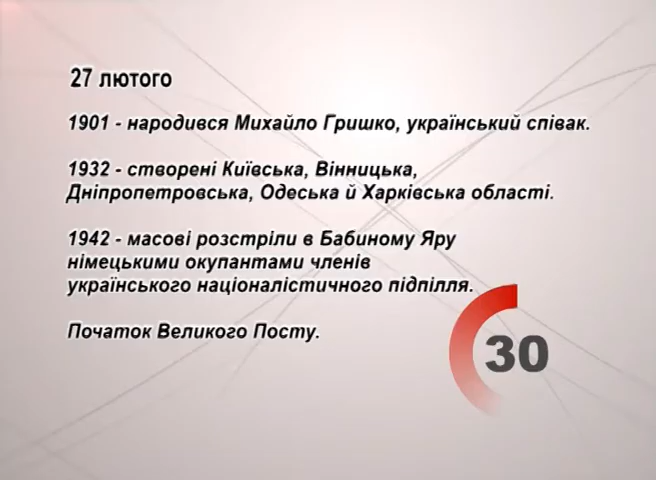 27 лютого
1901 - народився Михайло Гришко, український співак.
1932 - створені Київська, Вінницька,
Дніпропетровська, Одеська й Харківська області.
1942 - масові розстріли в Бабиному Яру
німецькими окупантами членів
українського націоналістичного підпілля.
Початок Великого Посту.
30